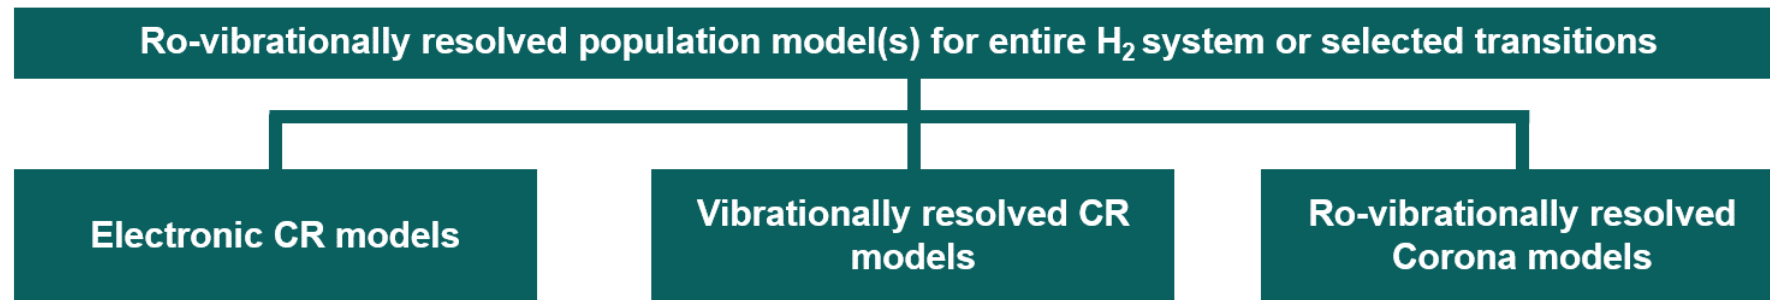 Ro-vibrationally resolved population model(s) for entire H₂ system or selected transitions
Electronic CR models
Vibrationally resolved CR
models
Ro-vibrationally resolved
Corona models